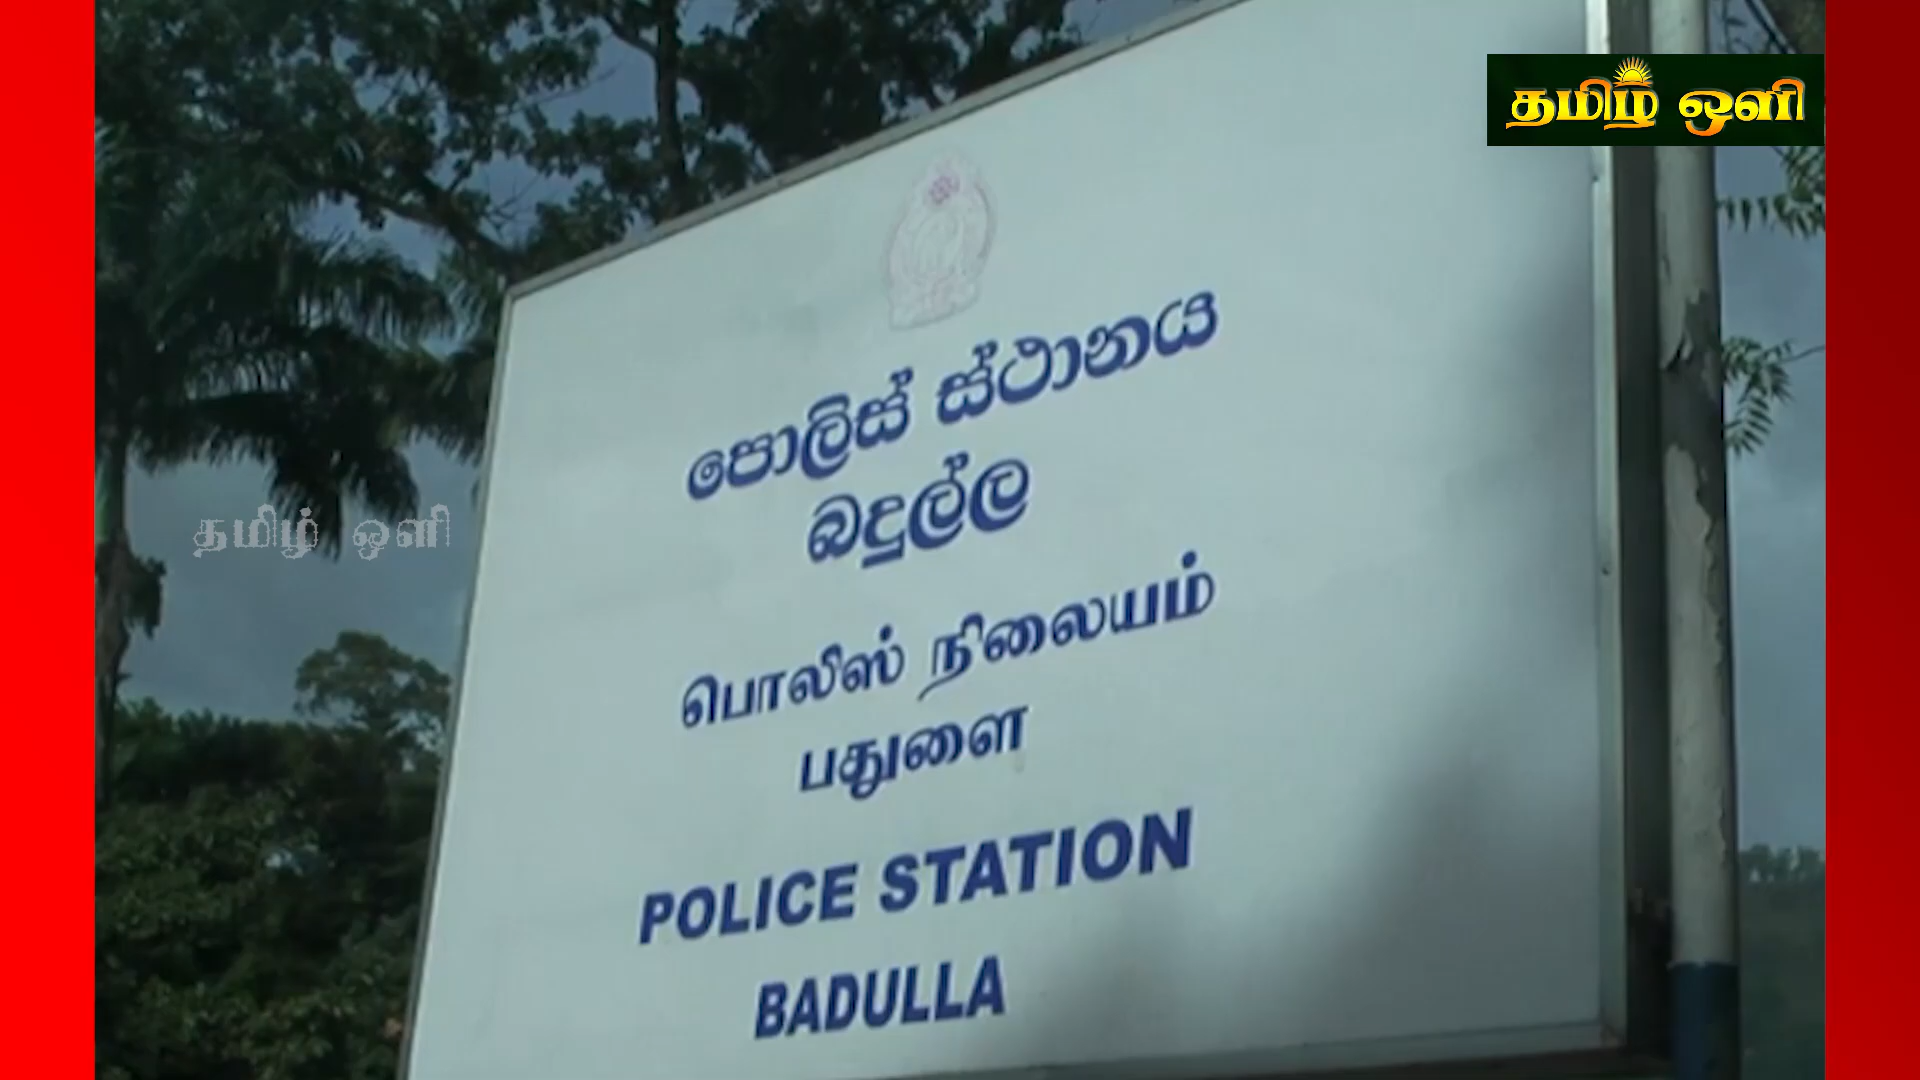 தமிழ் ஒளி
පොලිස් ස්ථානය
බදුල්ල
தமிழ் ஒளி
பொலிஸ் நிலையம்
பதுளை
POLICE STATION
BADULLA